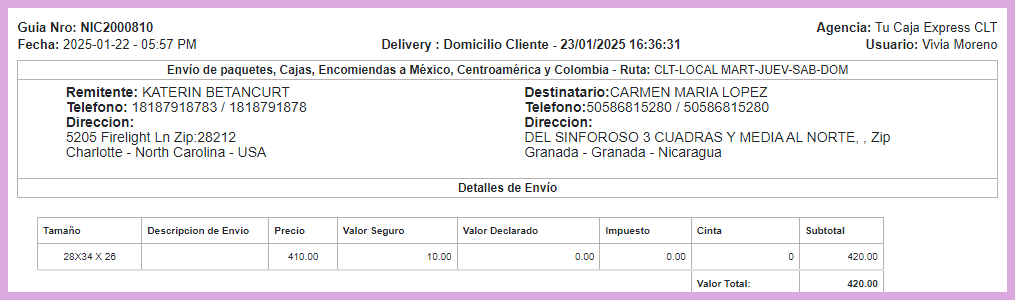 Guia Nro: NIC2000810 Agencia: Tu Caja Express CLT
Fecha: 2025-01-22 - 05:57 PM Delivery : Domicilio Cliente - 23/01/2025 16:36:31 Usuario: Vivia Moreno
Envío de paquetes, Cajas, Encomiendas a México, Centroamérica y Colombia - Ruta: CLT-LOCAL MART-JUEV-SAB-DOM
Remitente: KATERIN BETANCURT
Telefono: 18187918783 / 1818791878
Direccion:
5205 Firelight Ln Zip:28212
Charlotte - North Carolina - USA
Destinatario:CARMEN MARIA LOPEZ
Telefono:50586815280 / 50586815280
Direccion:
DEL SINFOROSO 3 CUADRAS Y MEDIA AL NORTE, , Zip
Granada - Granada - Nicaragua
Detalles de Envío
Tamaño Descripcion de Envio Precio Valor Seguro Valor Declarado Impuesto Cinta Subtotal
28X34 X 26 410.00 10.00 0.00 0.00 0 420.00
Valor Total: 420.00